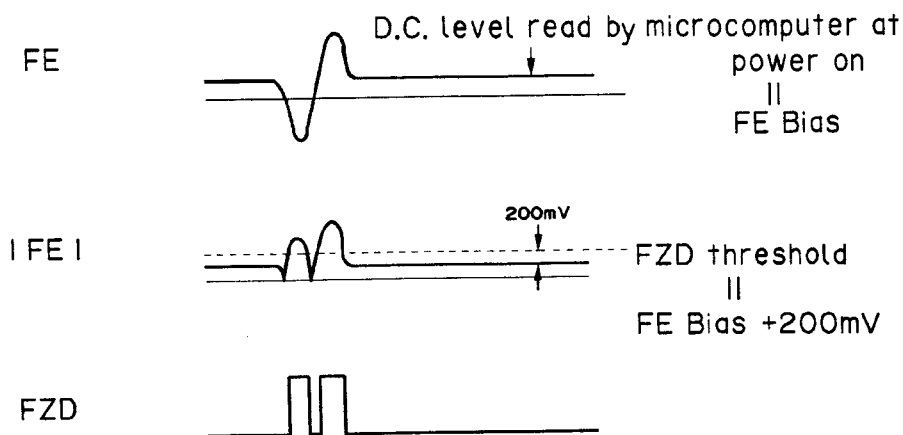 FE
D.C. level read by microcomputer at
power on
||
FE Bias
| FE |
200mV
FZD threshold
||
FE Bias +200mV
FZD